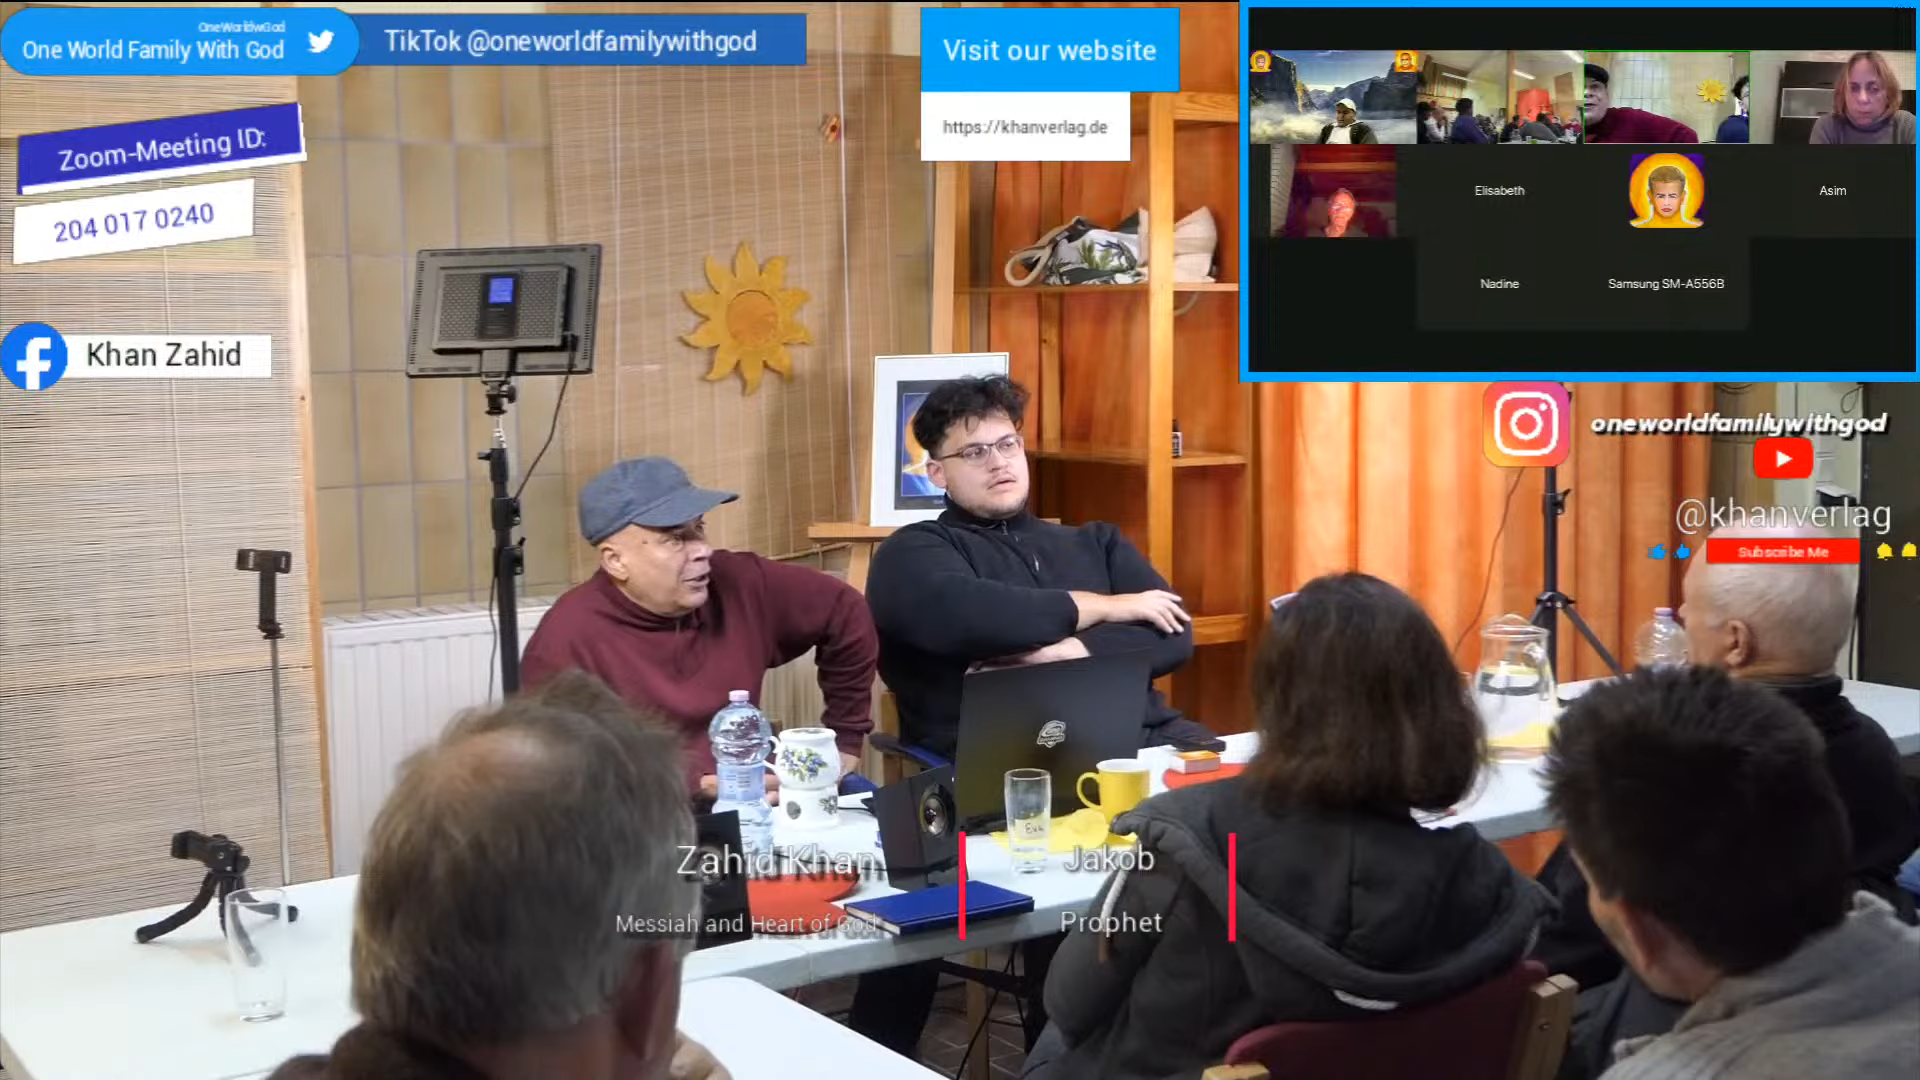 OneWorldwGod
One World Family With God
TikTok @oneworldfamilywithgod
Visit our website
https://khanverlag.de
Zoom-Meeting ID:
204 017 0240
Khan Zahid
Elisabeth
Asim
Nadine
Samsung SM-A556B
oneworldfamilywithgod
@khanverlag
Subscribe Me
Eva
Zahid Khan
Messiah and Heart of God
Jakob
Prophet